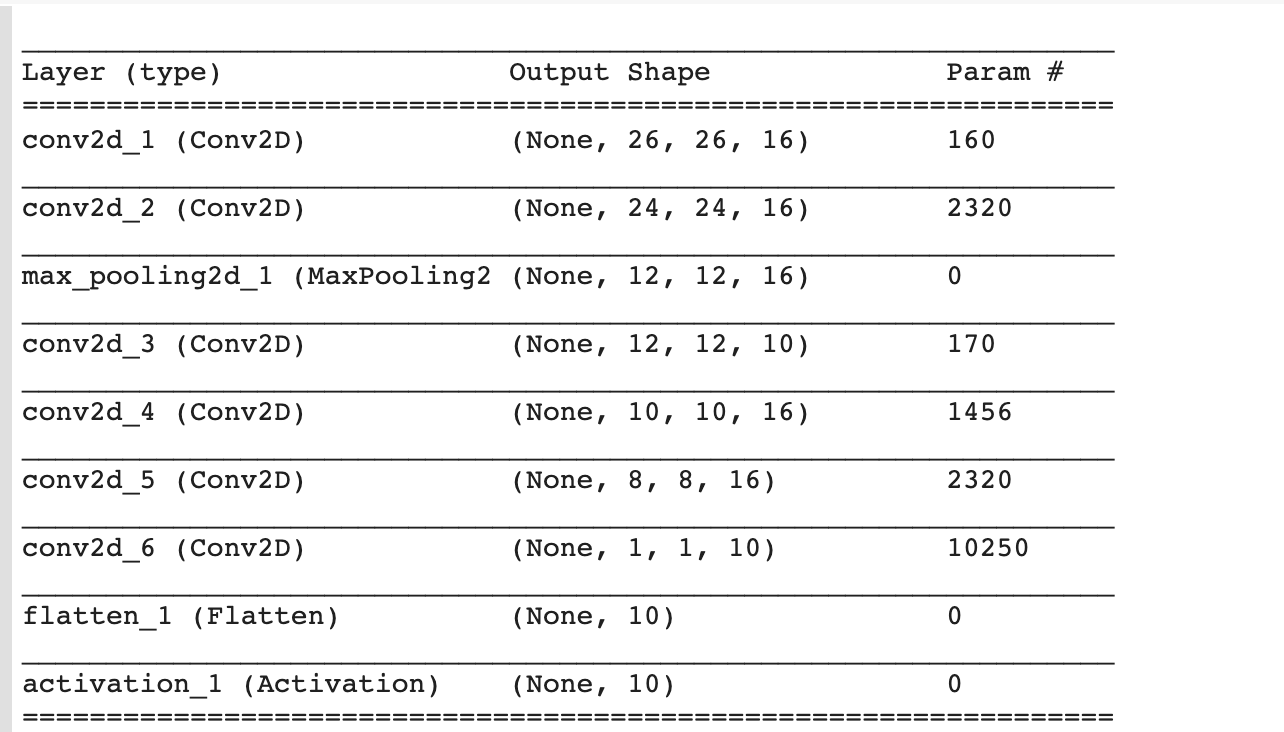 Layer (type) Output Shape Param #
=================================================================
conv2d_1 (Conv2D) (None, 26, 26, 16) 160
conv2d_2 (Conv2D) (None, 24, 24, 16) 2320
max_pooling2d_1 (MaxPooling2 (None, 12, 12, 16) 0
conv2d_3 (Conv2D) (None, 12, 12, 10) 170
conv2d_4 (Conv2D) (None, 10, 10, 16) 1456
conv2d_5 (Conv2D) (None, 8, 8, 16) 2320
conv2d_6 (Conv2D) (None, 1, 1, 10) 10250
flatten_1 (Flatten) (None, 10) 0
activation_1 (Activation) (None, 10) 0
=================================================================